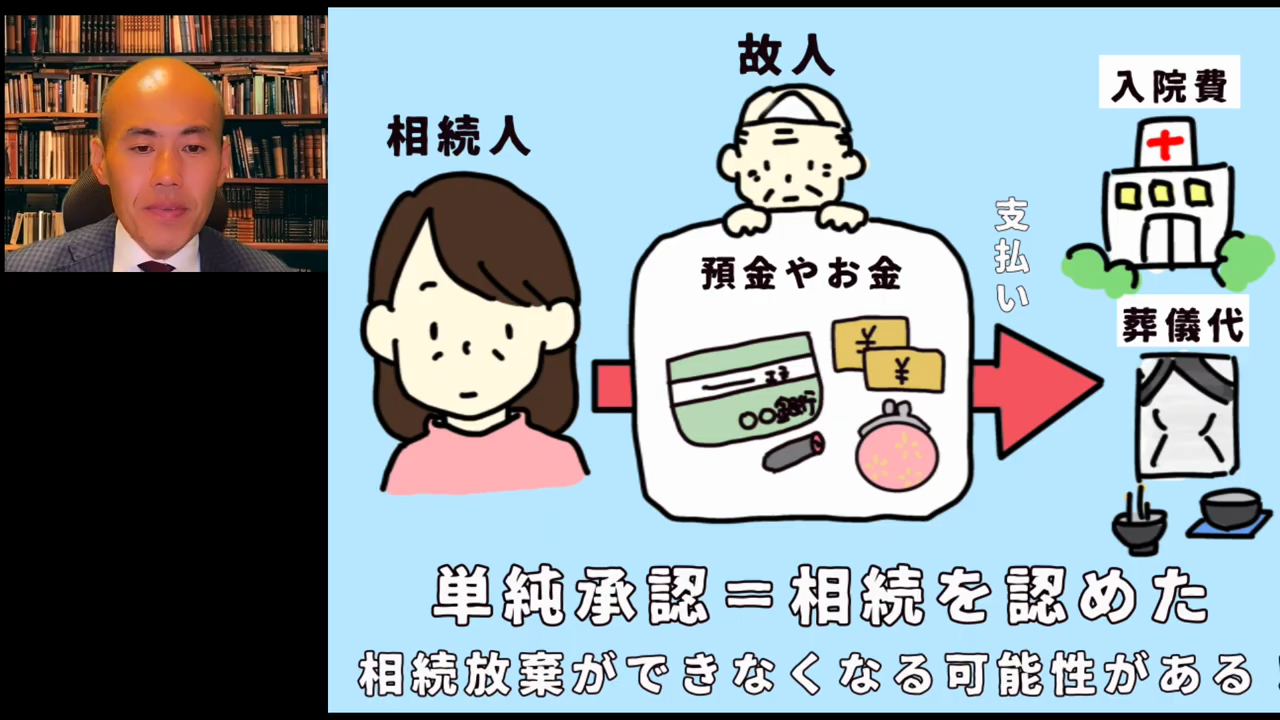 故人
相続人
入院費
預金やお金
支払い
葬儀代
¥
¥
〇〇銀行
単純承認=相続を認めた
相続放棄ができなくなる可能性がある